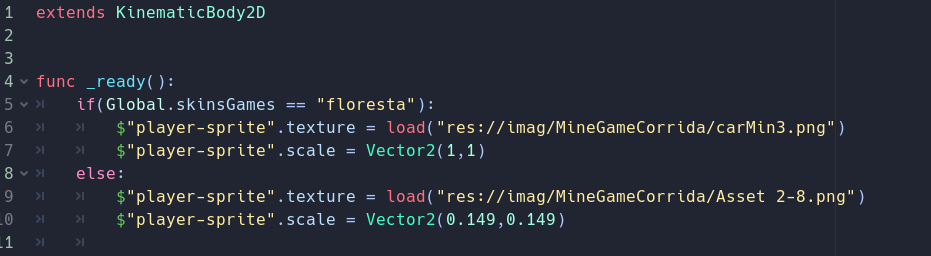 1 extends KinematicBody2D
2
3
4 func _ready():
5 if(Global.skinsGames == "floresta"):
6 $"player-sprite".texture = load("res://imag/MineGameCorrida/carMin3.png")
7 $"player-sprite".scale = Vector2(1,1)
8 else:
9 $"player-sprite".texture = load("res://imag/MineGameCorrida/Asset 2-8.png")
10 $"player-sprite".scale = Vector2(0.149,0.149)
11